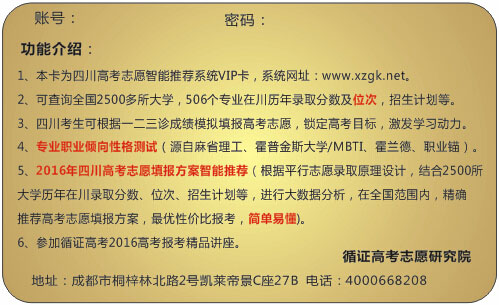 账号： 密码：
功能介绍：
1、本卡为四川高考志愿智能推荐系统VIP卡，系统网址：www.xzgk.net。
2、可查询全国2500多所大学，506个专业在川历年录取分数及位次，招生计划等。
3、四川考生可根据一二三诊成绩模拟填报高考志愿，锁定高考目标，激发学习动力。
4、专业职业倾向性格测试（源自麻省理工、霍普金斯大学/MBTI、霍兰德、职业锚）。
5、2016年四川高考志愿填报方案智能推荐（根据平行志愿录取原理设计，结合2500所
大学历年在川录取分数、位次、招生计划等，进行大数据分析，在全国范围内，精确
推荐高考志愿填报方案，最优性价比报考，简单易懂）。
6、参加循证高考2016高考报考精品讲座。
循证高考志愿研究院
地址：成都市桐梓林北路2号凯莱帝景C座27B 电话：4000668208